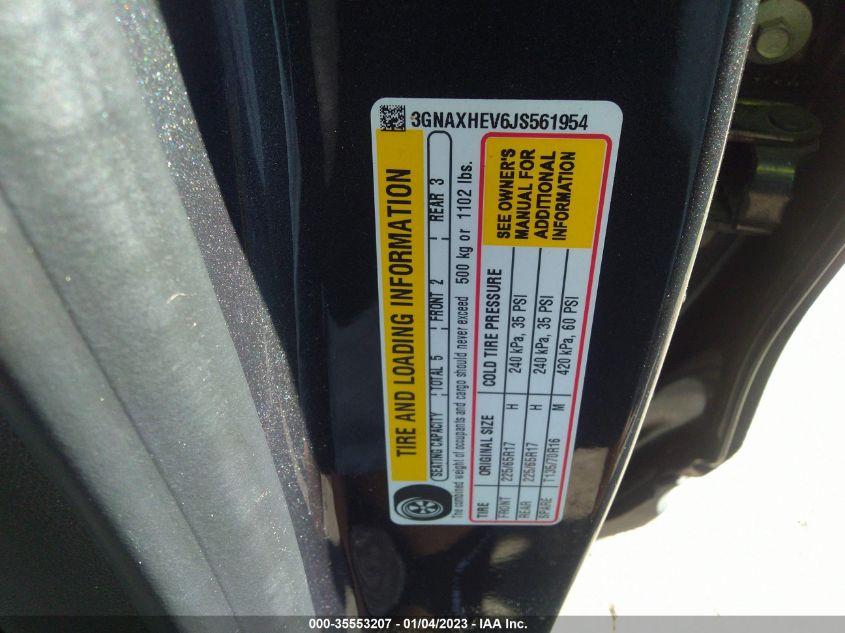 3GNAXHEV6JS561954
TIRE AND LOADING INFORMATION
SEATING CAPACITY TOTAL 5 FRONT 2 REAR 3
The combined weight of occupants and cargo should never exceed 500 kg or 1102 lbs.
TIRE ORIGINAL SIZE COLD TIRE PRESSURE
FRONT 225/65R17 H 240 kPa, 35 PSI
REAR 225/65R17 H 240 kPa, 35 PSI
SPARE T135/70R16 M 420 kPa, 60 PSI
SEE OWNER'S
MANUAL FOR
ADDITIONAL
INFORMATION
000-35553207 - 01/04/2023 - IAA Inc.